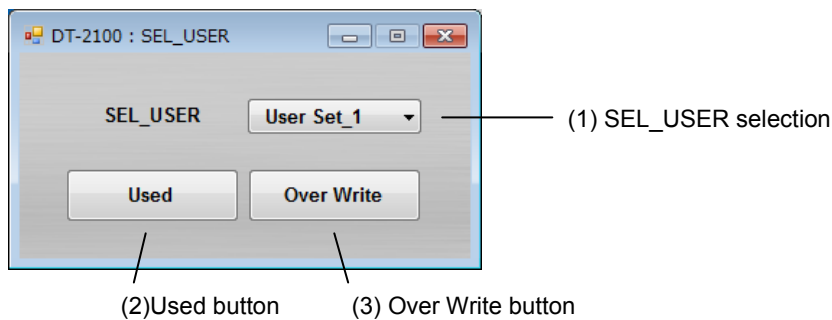 DT-2100 : SEL_USER
SEL_USER User Set_1 (1) SEL_USER selection
Used Over Write
(2)Used button (3) Over Write button